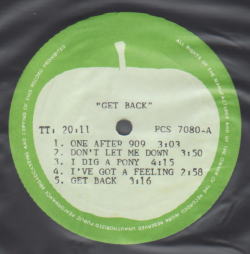 "GET BACK"
TT: 20:11 PCS 7080-A
1. ONE AFTER 909 3:03
2. DON'T LET ME DOWN 3:50
3. I DIG A PONY 4:15
4. I'VE GOT A FEELING 2:58
5. GET BACK 3:16